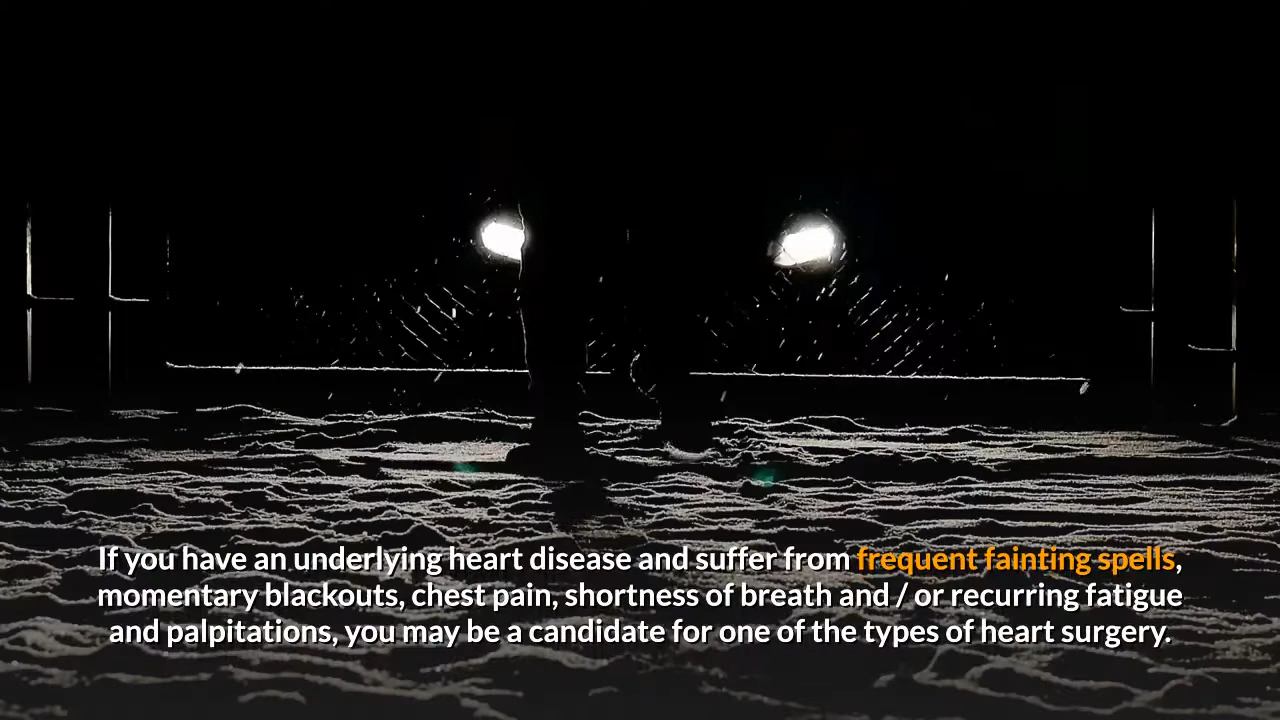 If you have an underlying heart disease and suffer from frequent fainting spells,
momentary blackouts, chest pain, shortness of breath and / or recurring fatigue
and palpitations, you may be a candidate for one of the types of heart surgery.